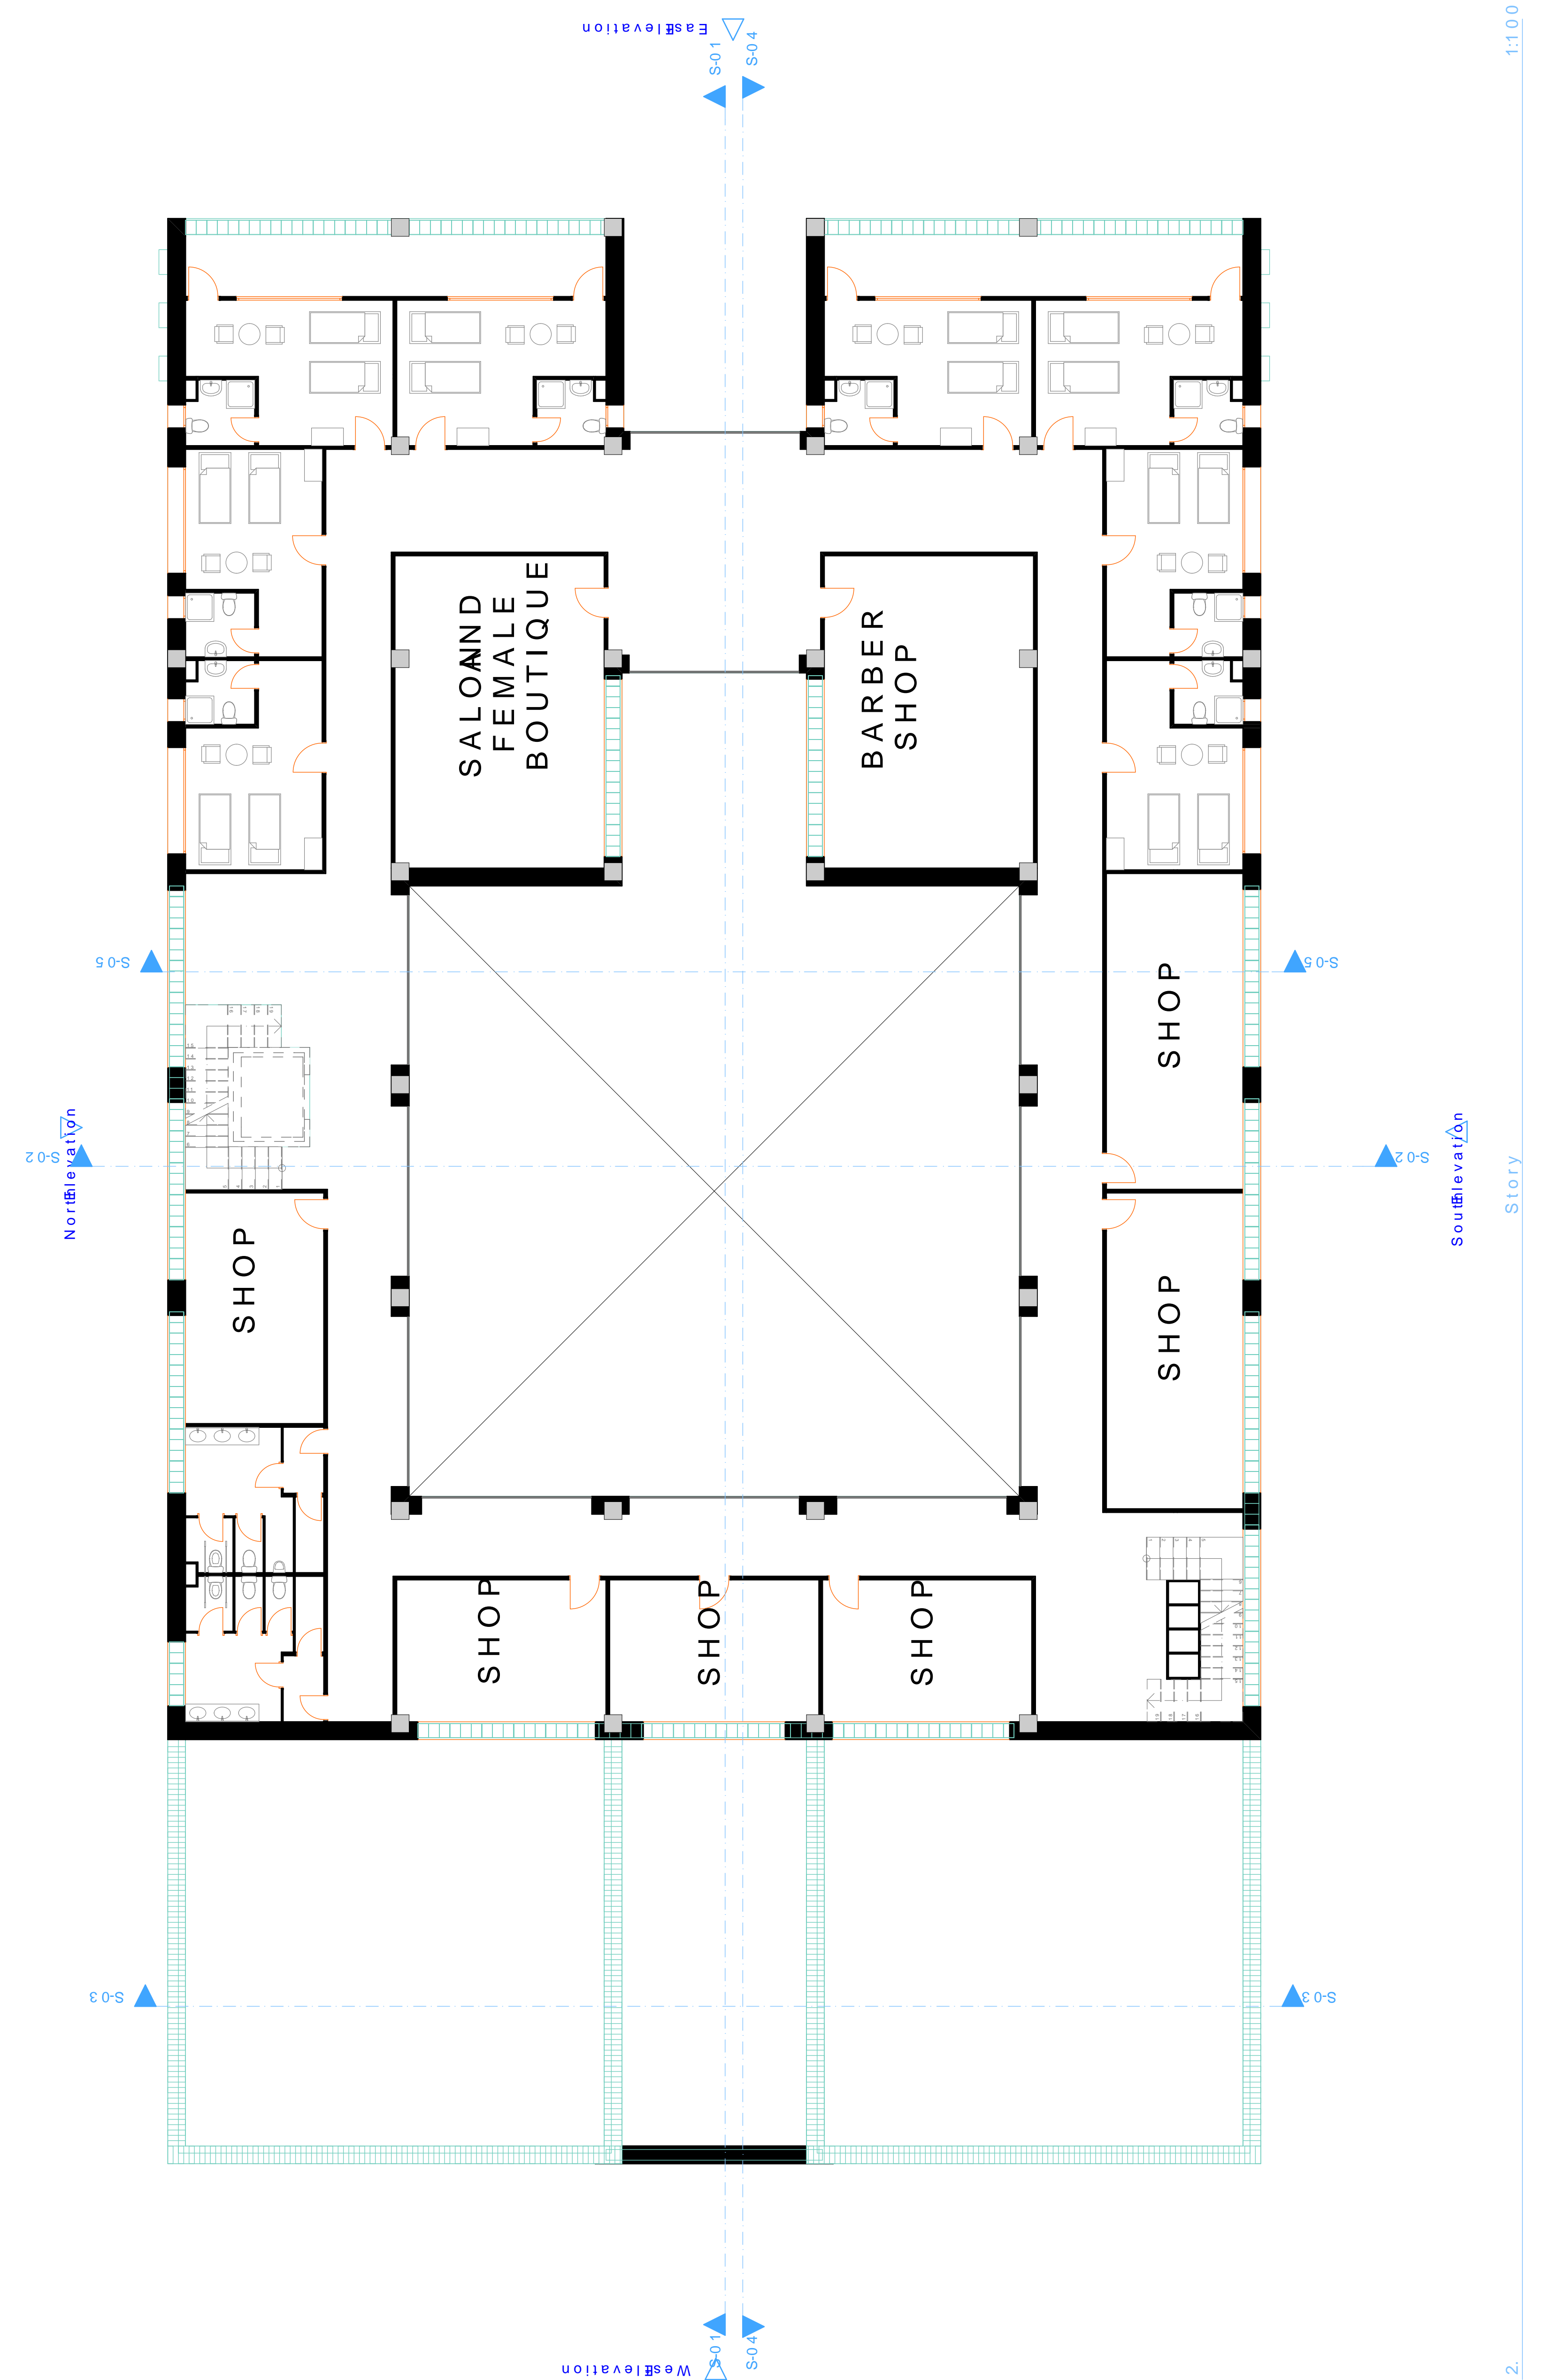 East Elevation
S-01
S-04
1:100
SALON AND
FEMALE
BOUTIQUE
BARBER
SHOP
S-05
S-05
SHOP
North Elevation
S-02
S-02
South Elevation
Story
SHOP
SHOP
SHOP
SHOP
SHOP
S-03
S-03
S-01
S-04
West Elevation
2.